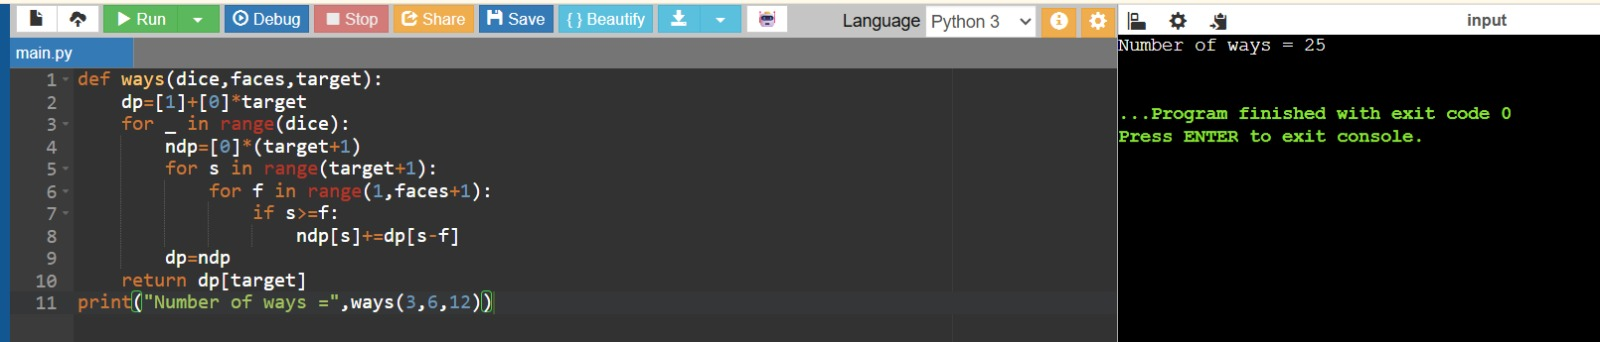 Run Debug Stop Share Save { } Beautify Language Python 3 input
main.py
1 def ways(dice,faces,target):
2     dp=[1]+[0]*target
3     for _ in range(dice):
4         ndp=[0]*(target+1)
5         for s in range(target+1):
6             for f in range(1,faces+1):
7                 if s>=f:
8                     ndp[s]+=dp[s-f]
9         dp=ndp
10     return dp[target]
11 print("Number of ways =",ways(3,6,12))
Number of ways = 25
...Program finished with exit code 0
Press ENTER to exit console.